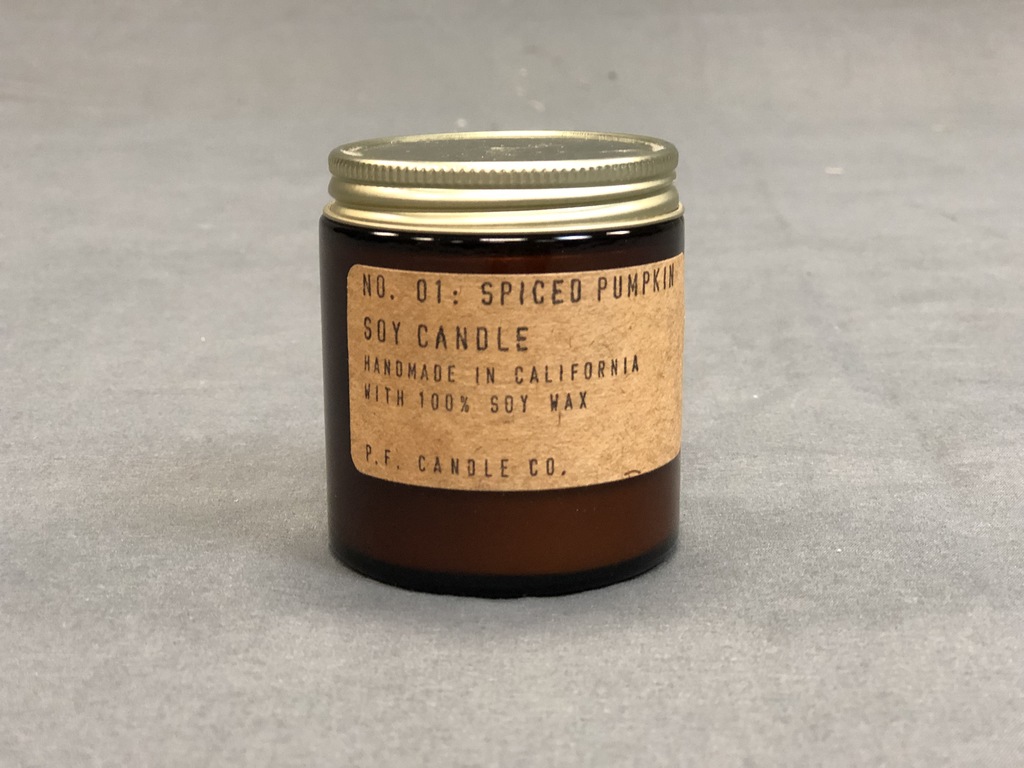 NO. 01: SPICED PUMPKIN
SOY CANDLE
HANDMADE IN CALIFORNIA
WITH 100% SOY WAX
P.F. CANDLE CO.